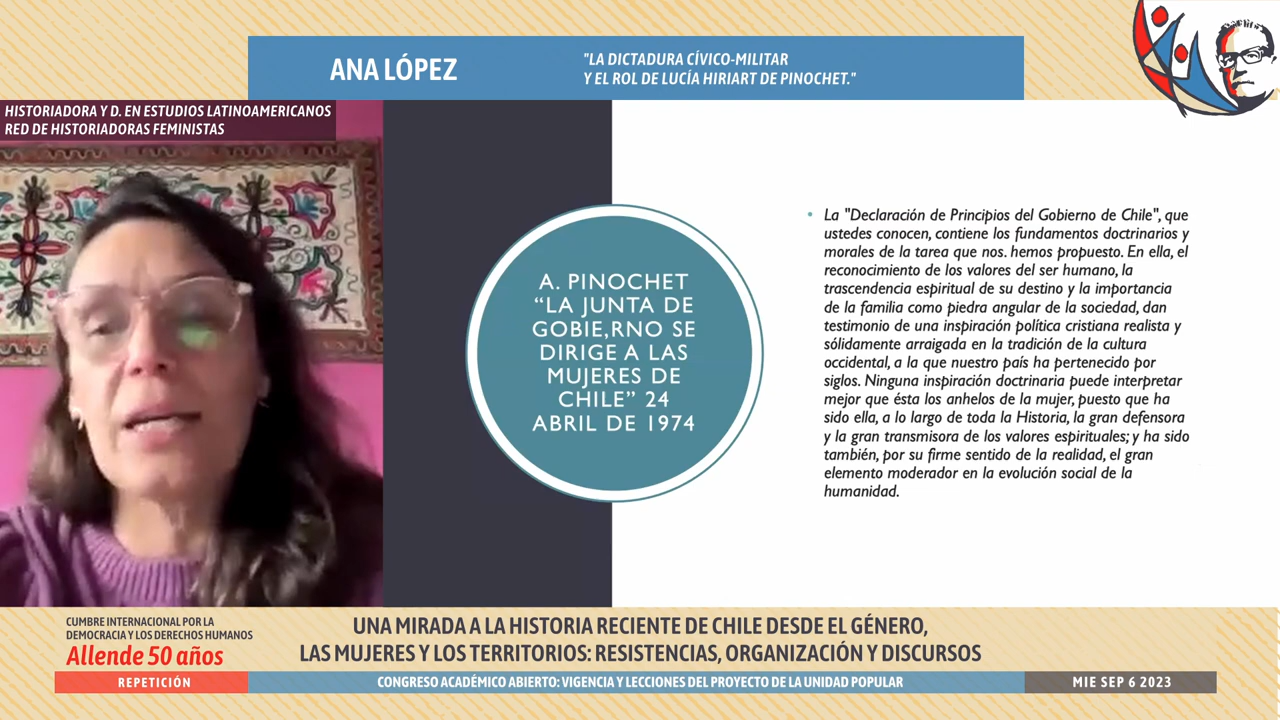 ANA LÓPEZ
"LA DICTADURA CÍVICO-MILITAR
Y EL ROL DE LUCÍA HIRIART DE PINOCHET."
HISTORIADORA Y D. EN ESTUDIOS LATINOAMERICANOS
RED DE HISTORIADORAS FEMINISTAS
A. PINOCHET
“LA JUNTA DE
GOBIE,RNO SE
DIRIGE A LAS
MUJERES DE
CHILE” 24
ABRIL DE 1974
• La "Declaración de Principios del Gobierno de Chile", que
ustedes conocen, contiene los fundamentos doctrinarios y
morales de la tarea que nos. hemos propuesto. En ella, el
reconocimiento de los valores del ser humano, la
trascendencia espiritual de su destino y la importancia
de la familia como piedra angular de la sociedad, dan
testimonio de una inspiración política cristiana realista y
sólidamente arraigada en la tradición de la cultura
occidental, a la que nuestro país ha pertenecido por
siglos. Ninguna inspiración doctrinaria puede interpretar
mejor que ésta los anhelos de la mujer, puesto que ha
sido ella, a lo largo de toda la Historia, la gran defensora
y la gran transmisora de los valores espirituales; y ha sido
también, por su firme sentido de la realidad, el gran
elemento moderador en la evolución social de la
humanidad.
CUMBRE INTERNACIONAL POR LA
DEMOCRACIA Y LOS DERECHOS HUMANOS
Allende 50 años
REPETICIÓN
UNA MIRADA A LA HISTORIA RECIENTE DE CHILE DESDE EL GÉNERO,
LAS MUJERES Y LOS TERRITORIOS: RESISTENCIAS, ORGANIZACIÓN Y DISCURSOS
CONGRESO ACADÉMICO ABIERTO: VIGENCIA Y LECCIONES DEL PROYECTO DE LA UNIDAD POPULAR
MIE SEP 6 2023